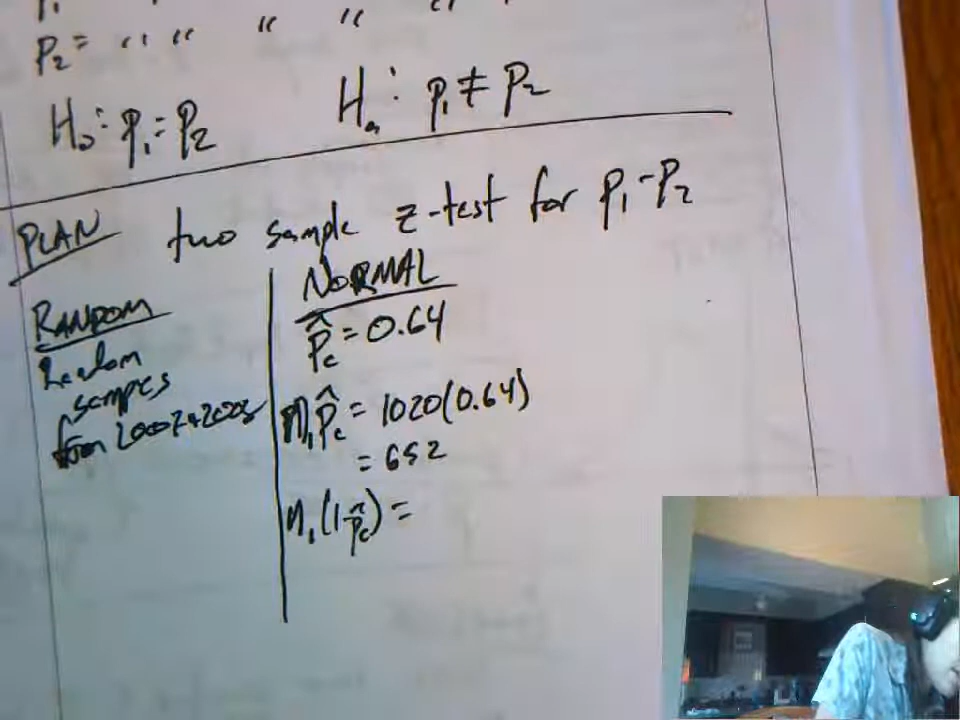 P₂ = " " " " "
H₀: p₁ = p₂ Hₐ: p₁ ≠ p₂
PLAN two sample z-test for p₁-p₂
RANDOM
Random
samples
from 2007 + 2008
NORMAL
p̂c = 0.64
n₁p̂c = 1020(0.64)
= 652
n₁(1-p̂c) =